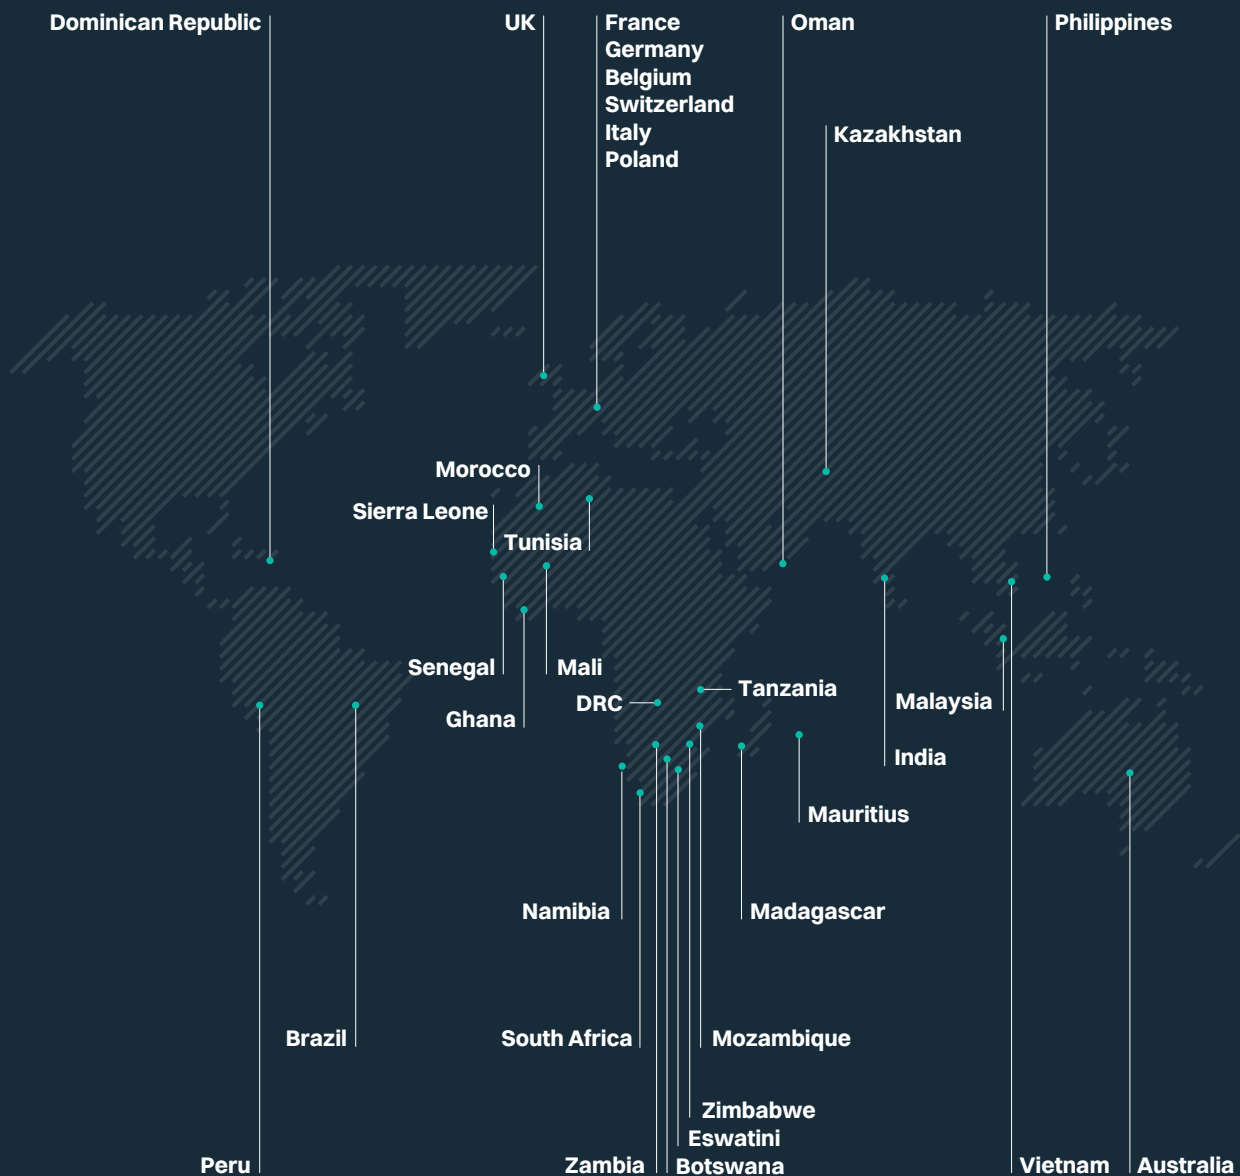 Dominican Republic
UK
France
Germany
Belgium
Switzerland
Italy
Poland
Oman
Philippines
Kazakhstan
Morocco
Sierra Leone
Tunisia
Senegal
Mali
Ghana
DRC
Tanzania
Malaysia
India
Mauritius
Namibia
Madagascar
Brazil
South Africa
Mozambique
Zimbabwe
Eswatini
Peru
Zambia
Botswana
Vietnam
Australia